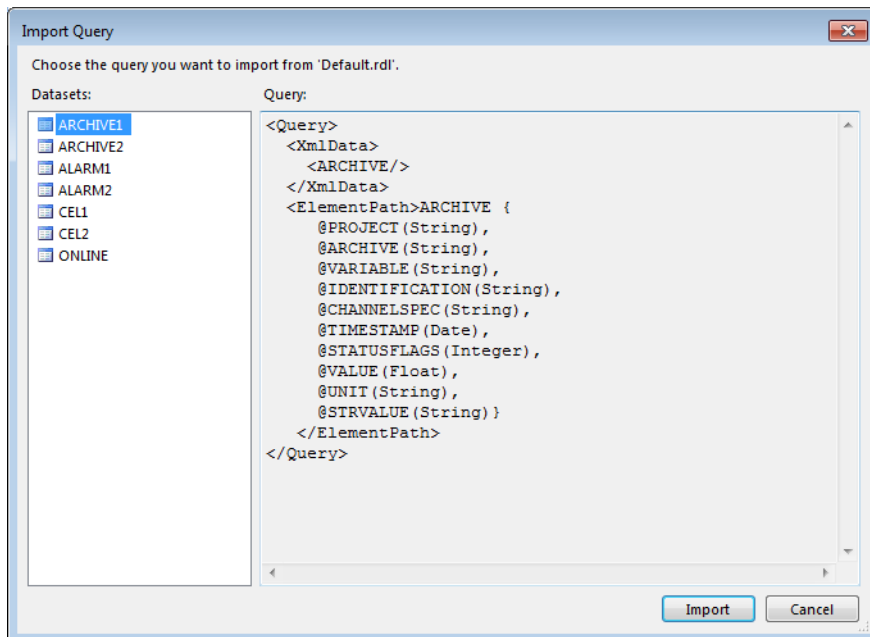 Import Query
Choose the query you want to import from 'Default.rdl'.
Datasets:
ARCHIVE1
ARCHIVE2
ALARM1
ALARM2
CEL1
CEL2
ONLINE
Query:
<Query>
  <XmlData>
    <ARCHIVE/>
  </XmlData>
  <ElementPath>ARCHIVE {
     @PROJECT(String),
     @ARCHIVE(String),
     @VARIABLE(String),
     @IDENTIFICATION(String),
     @CHANNELSPEC(String),
     @TIMESTAMP(Date),
     @STATUSFLAGS(Integer),
     @VALUE(Float),
     @UNIT(String),
     @STRVALUE(String)}
   </ElementPath>
</Query>
Import
Cancel